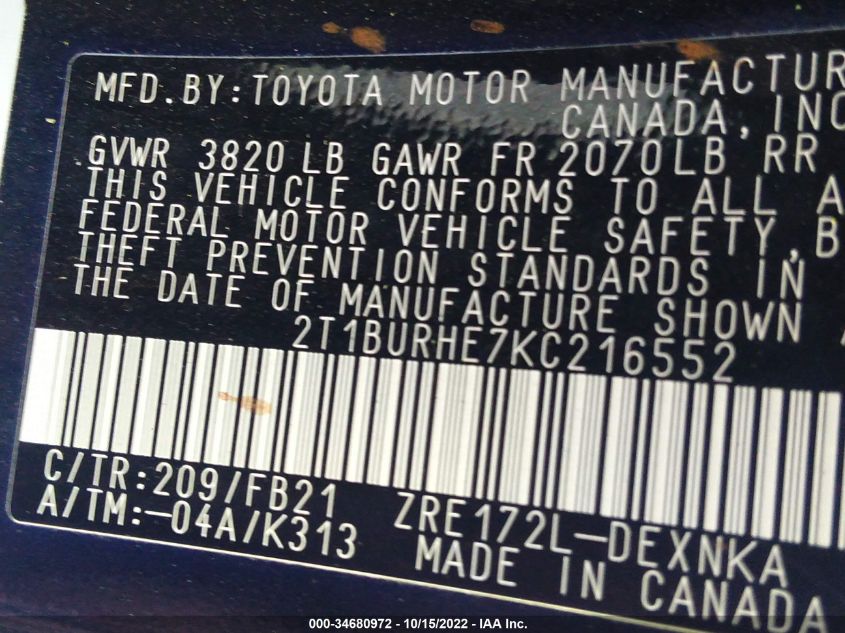 MFD.BY:TOYOTA MOTOR
CANADA, INC
GVWR 3820 LB GAWR FR 2070LB RR
THIS VEHICLE CONFORMS TO ALL A
FEDERAL MOTOR VEHICLE SAFETY, B
THEFT PREVENTION STANDARDS IN
THE DATE OF MANUFACTURE SHOWN
2T1BURHE7KC216552
C/TR:209/FB21 ZRE172L-DEXNKA
A/TM:-04A/K313 MADE IN CANADA
000-34680972 - 10/15/2022 - IAA Inc.